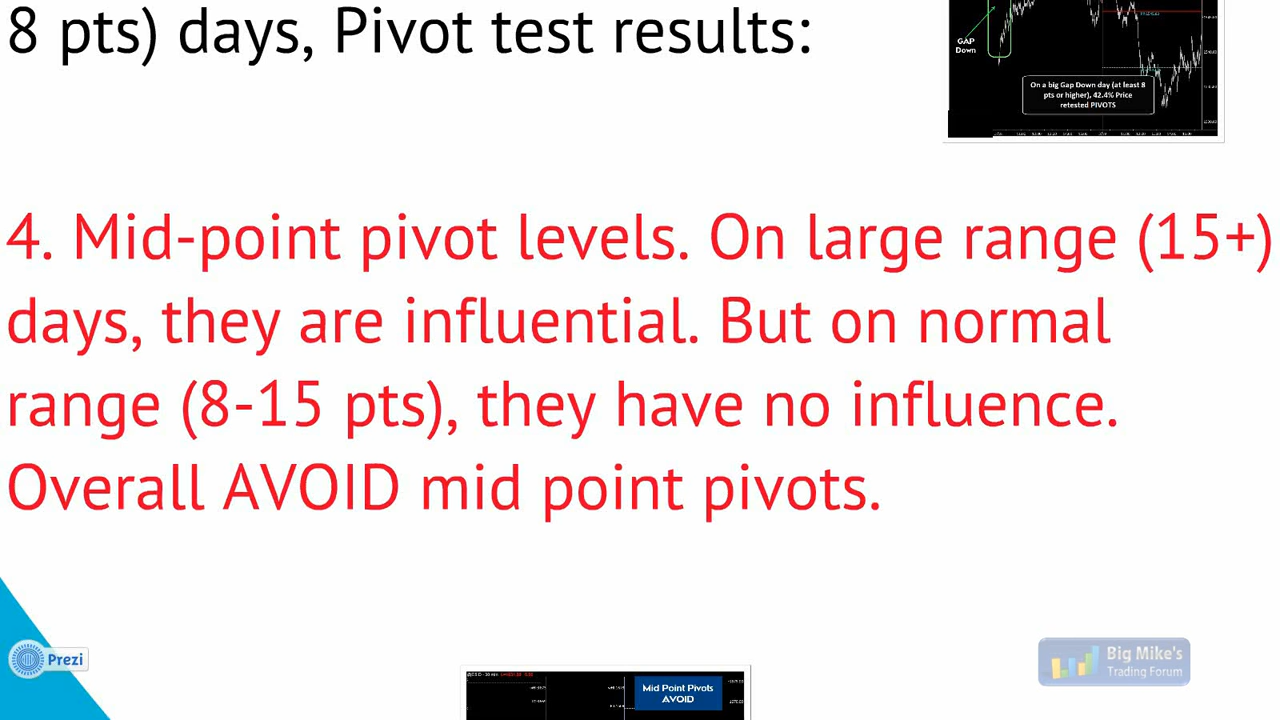 8 pts) days, Pivot test results:
GAP
Down
On a big Gap Down day (at least 8
pts or higher), 42.4% Price
retested PIVOTS
4. Mid-point pivot levels. On large range (15+)
days, they are influential. But on normal
range (8-15 pts), they have no influence.
Overall AVOID mid point pivots.
Prezi
Big Mike's
Trading Forum
Mid Point Pivots
AVOID